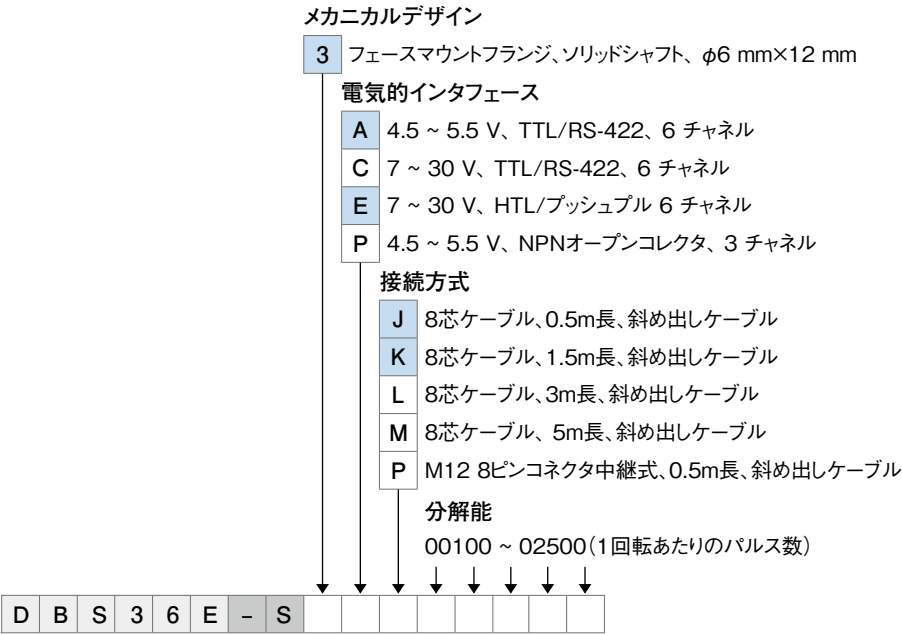 メカニカルデザイン
3 フェースマウントフランジ、ソリッドシャフト、φ6 mm×12 mm
電気的インタフェース
A 4.5 ~ 5.5 V、TTL/RS-422、6 チャネル
C 7 ~ 30 V、TTL/RS-422、6 チャネル
E 7 ~ 30 V、HTL/プッシュプル 6 チャネル
P 4.5 ~ 5.5 V、NPNオープンコレクタ、3 チャネル
接続方式
J 8芯ケーブル、0.5m長、斜め出しケーブル
K 8芯ケーブル、1.5m長、斜め出しケーブル
L 8芯ケーブル、3m長、斜め出しケーブル
M 8芯ケーブル、5m長、斜め出しケーブル
P M12 8ピンコネクタ中継式、0.5m長、斜め出しケーブル
分解能
00100 ~ 02500(1回転あたりのパルス数)
D B S 3 6 E – S